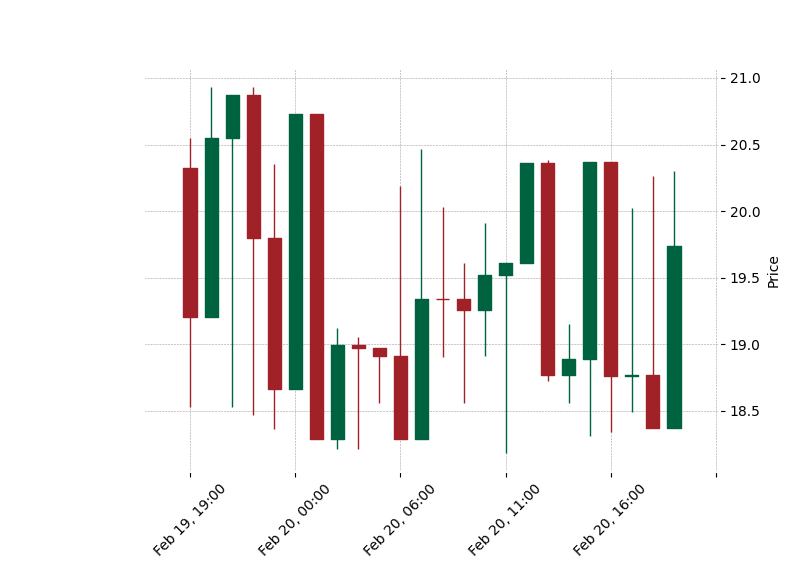 21.0
20.5
20.0
19.5
19.0
18.5
Price
Feb 19, 19:00
Feb 20, 00:00
Feb 20, 06:00
Feb 20, 11:00
Feb 20, 16:00